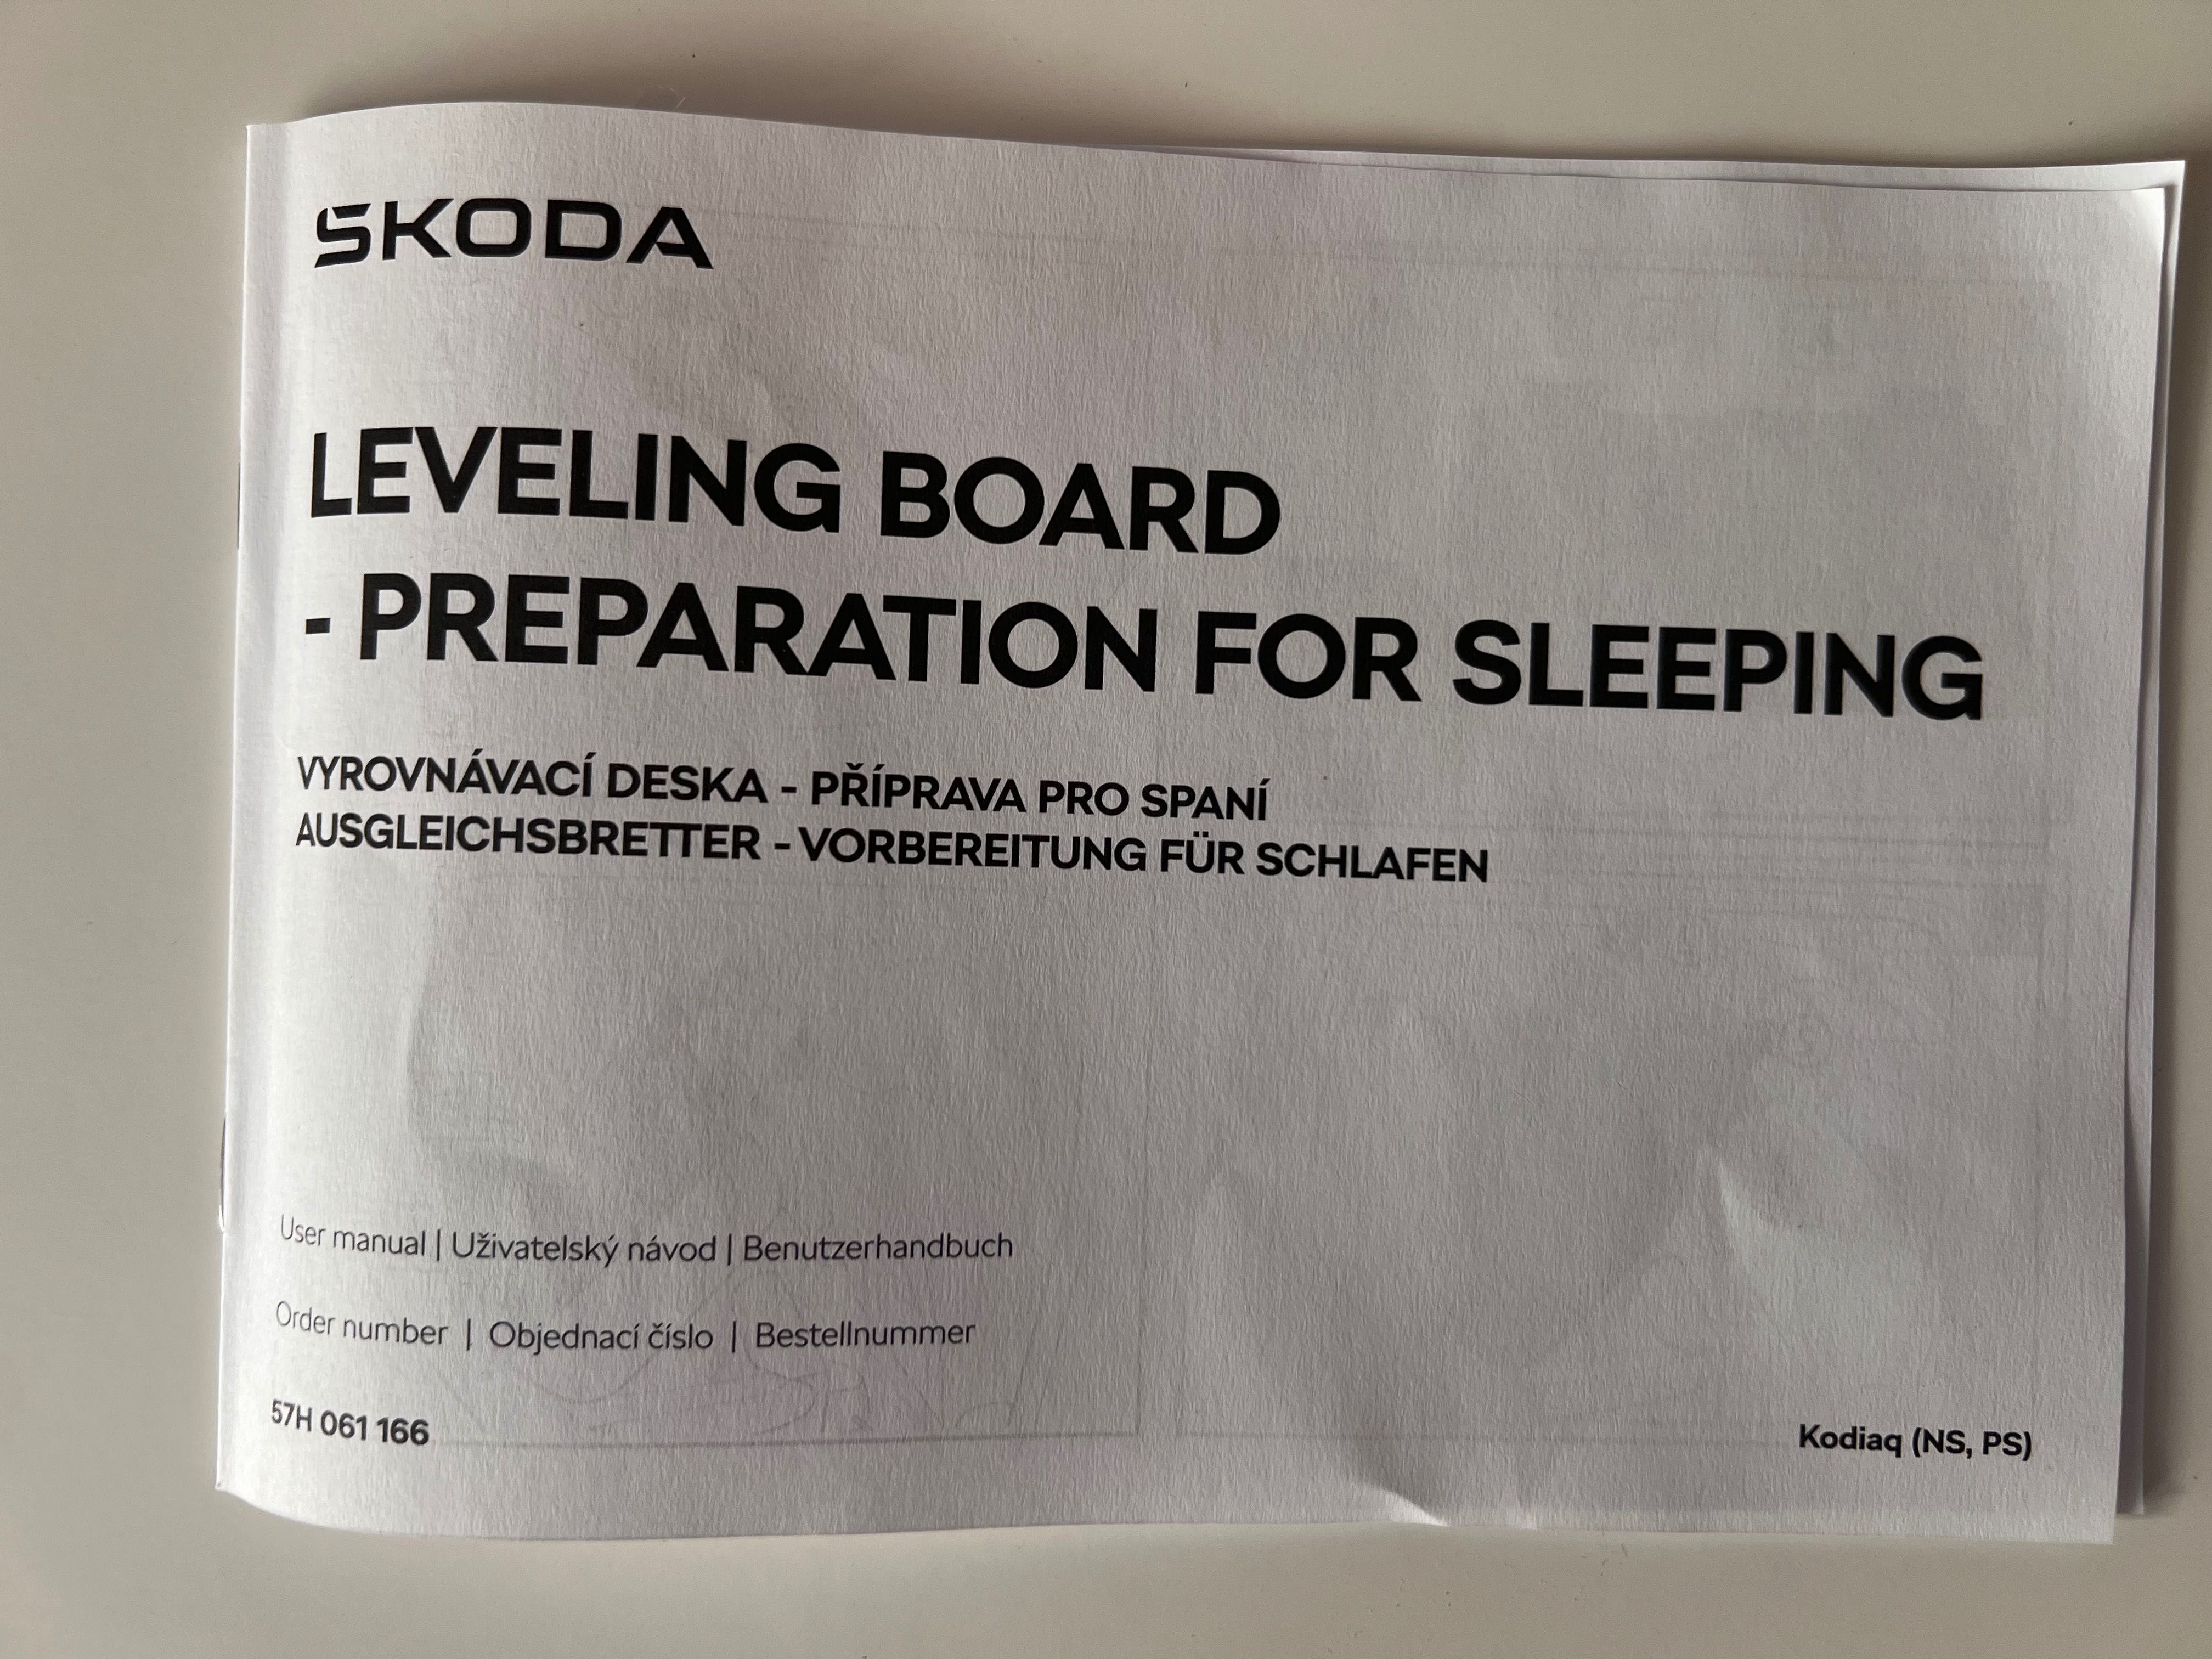 ŠKODA
LEVELING BOARD
- PREPARATION FOR SLEEPING
VYROVNÁVACÍ DESKA - PŘÍPRAVA PRO SPANÍ
AUSGLEICHSBRETTER - VORBEREITUNG FÜR SCHLAFEN
User manual | Uživatelský návod | Benutzerhandbuch
Order number | Objednací číslo | Bestellnummer
57H 061 166
Kodiaq (NS, PS)